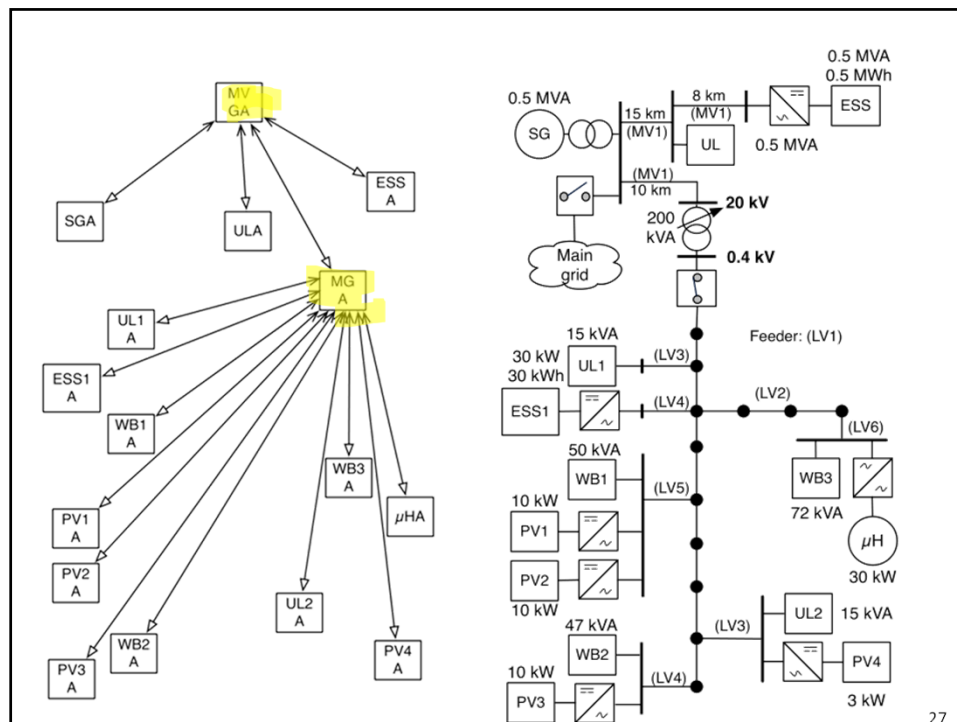 MV
GA
SGA
ULA
ESS
A
MG
A
UL1
A
ESS1
A
WB1
A
PV1
A
PV2
A
PV3
A
WB2
A
UL2
A
WB3
A
PV4
A
µHA
0.5 MVA
0.5 MWh
ESS
0.5 MVA
8 km
(MV1)
UL
15 km
(MV1)
0.5 MVA
SG
(MV1)
10 km
20 kV
200
kVA
0.4 kV
Main
grid
Feeder: (LV1)
15 kVA
UL1
(LV3)
30 kW
30 kWh
ESS1
(LV4)
(LV2)
(LV6)
WB3
72 kVA
µH
30 kW
50 kVA
WB1
(LV5)
10 kW
PV1
PV2
10 kW
(LV3)
UL2
15 kVA
PV4
3 kW
47 kVA
WB2
(LV4)
10 kW
PV3
27